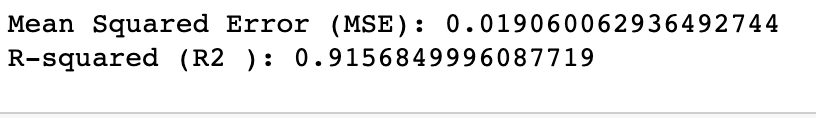 Mean Squared Error (MSE): 0.019060062936492744
R-squared (R2 ): 0.9156849996087719